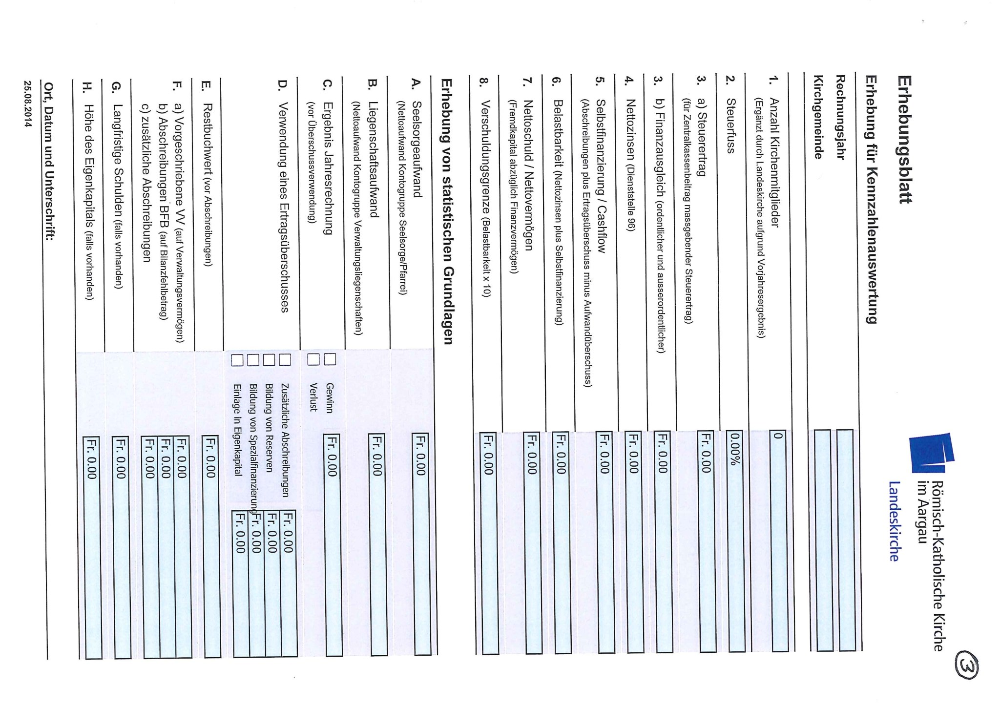 3
Römisch-Katholische Kirche
im Aargau
Landeskirche
Erhebungsblatt
Erhebung für Kennzahlenauswertung
Rechnungsjahr
Kirchgemeinde
1. Anzahl Kirchenmitglieder 0
(Ergänzt durch Landeskirche aufgrund Vorjahresergebnis)
2. Steuerfuss 0.00%
3. a) Steuerertrag Fr. 0.00
(für Zentralkassenbeitrag massgebender Steuerertrag)
3. b) Finanzausgleich (ordentlicher und ausserordentlicher) Fr. 0.00
4. Nettozinsen (Dienststelle 96) Fr. 0.00
5. Selbstfinanzierung / Cashflow Fr. 0.00
(Abschreibungen plus Ertragsüberschuss minus Aufwandüberschuss)
6. Belastbarkeit (Nettozinsen plus Selbstfinanzierung) Fr. 0.00
7. Nettoschuld / Nettovermögen Fr. 0.00
(Fremdkapital abzüglich Finanzvermögen)
8. Verschuldungsgrenze (Belastbarkeit x 10) Fr. 0.00
Erhebung von statistischen Grundlagen
A. Seelsorgeaufwand Fr. 0.00
(Nettoaufwand Kontogruppe Seelsorge/Pfarrei)
B. Liegenschaftsaufwand Fr. 0.00
(Nettoaufwand Kontogruppe Verwaltungsliegenschaften)
C. Ergebnis Jahresrechnung Gewinn Fr. 0.00
(vor Überschussverwendung) Verlust
D. Verwendung eines Ertragsüberschusses Zusätzliche Abschreibungen Fr. 0.00
Bildung von Reserven Fr. 0.00
Bildung von Spezialfinanzierung Fr. 0.00
Einlage in Eigenkapital Fr. 0.00
E. Restbuchwert (vor Abschreibungen) Fr. 0.00
F. a) Vorgeschriebene VV (auf Verwaltungsvermögen) Fr. 0.00
b) Abschreibungen BFB (auf Bilanzfehlbetrag) Fr. 0.00
c) zusätzliche Abschreibungen Fr. 0.00
G. Langfristige Schulden (falls vorhanden) Fr. 0.00
H. Höhe des Eigenkapitals (falls vorhanden) Fr. 0.00
Ort, Datum und Unterschrift:
25.08.2014